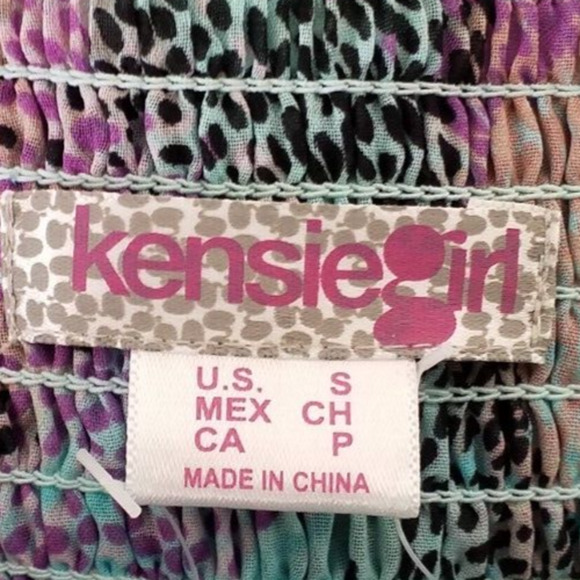 kensiegirl
U.S. S
MEX CH
CA P
MADE IN CHINA